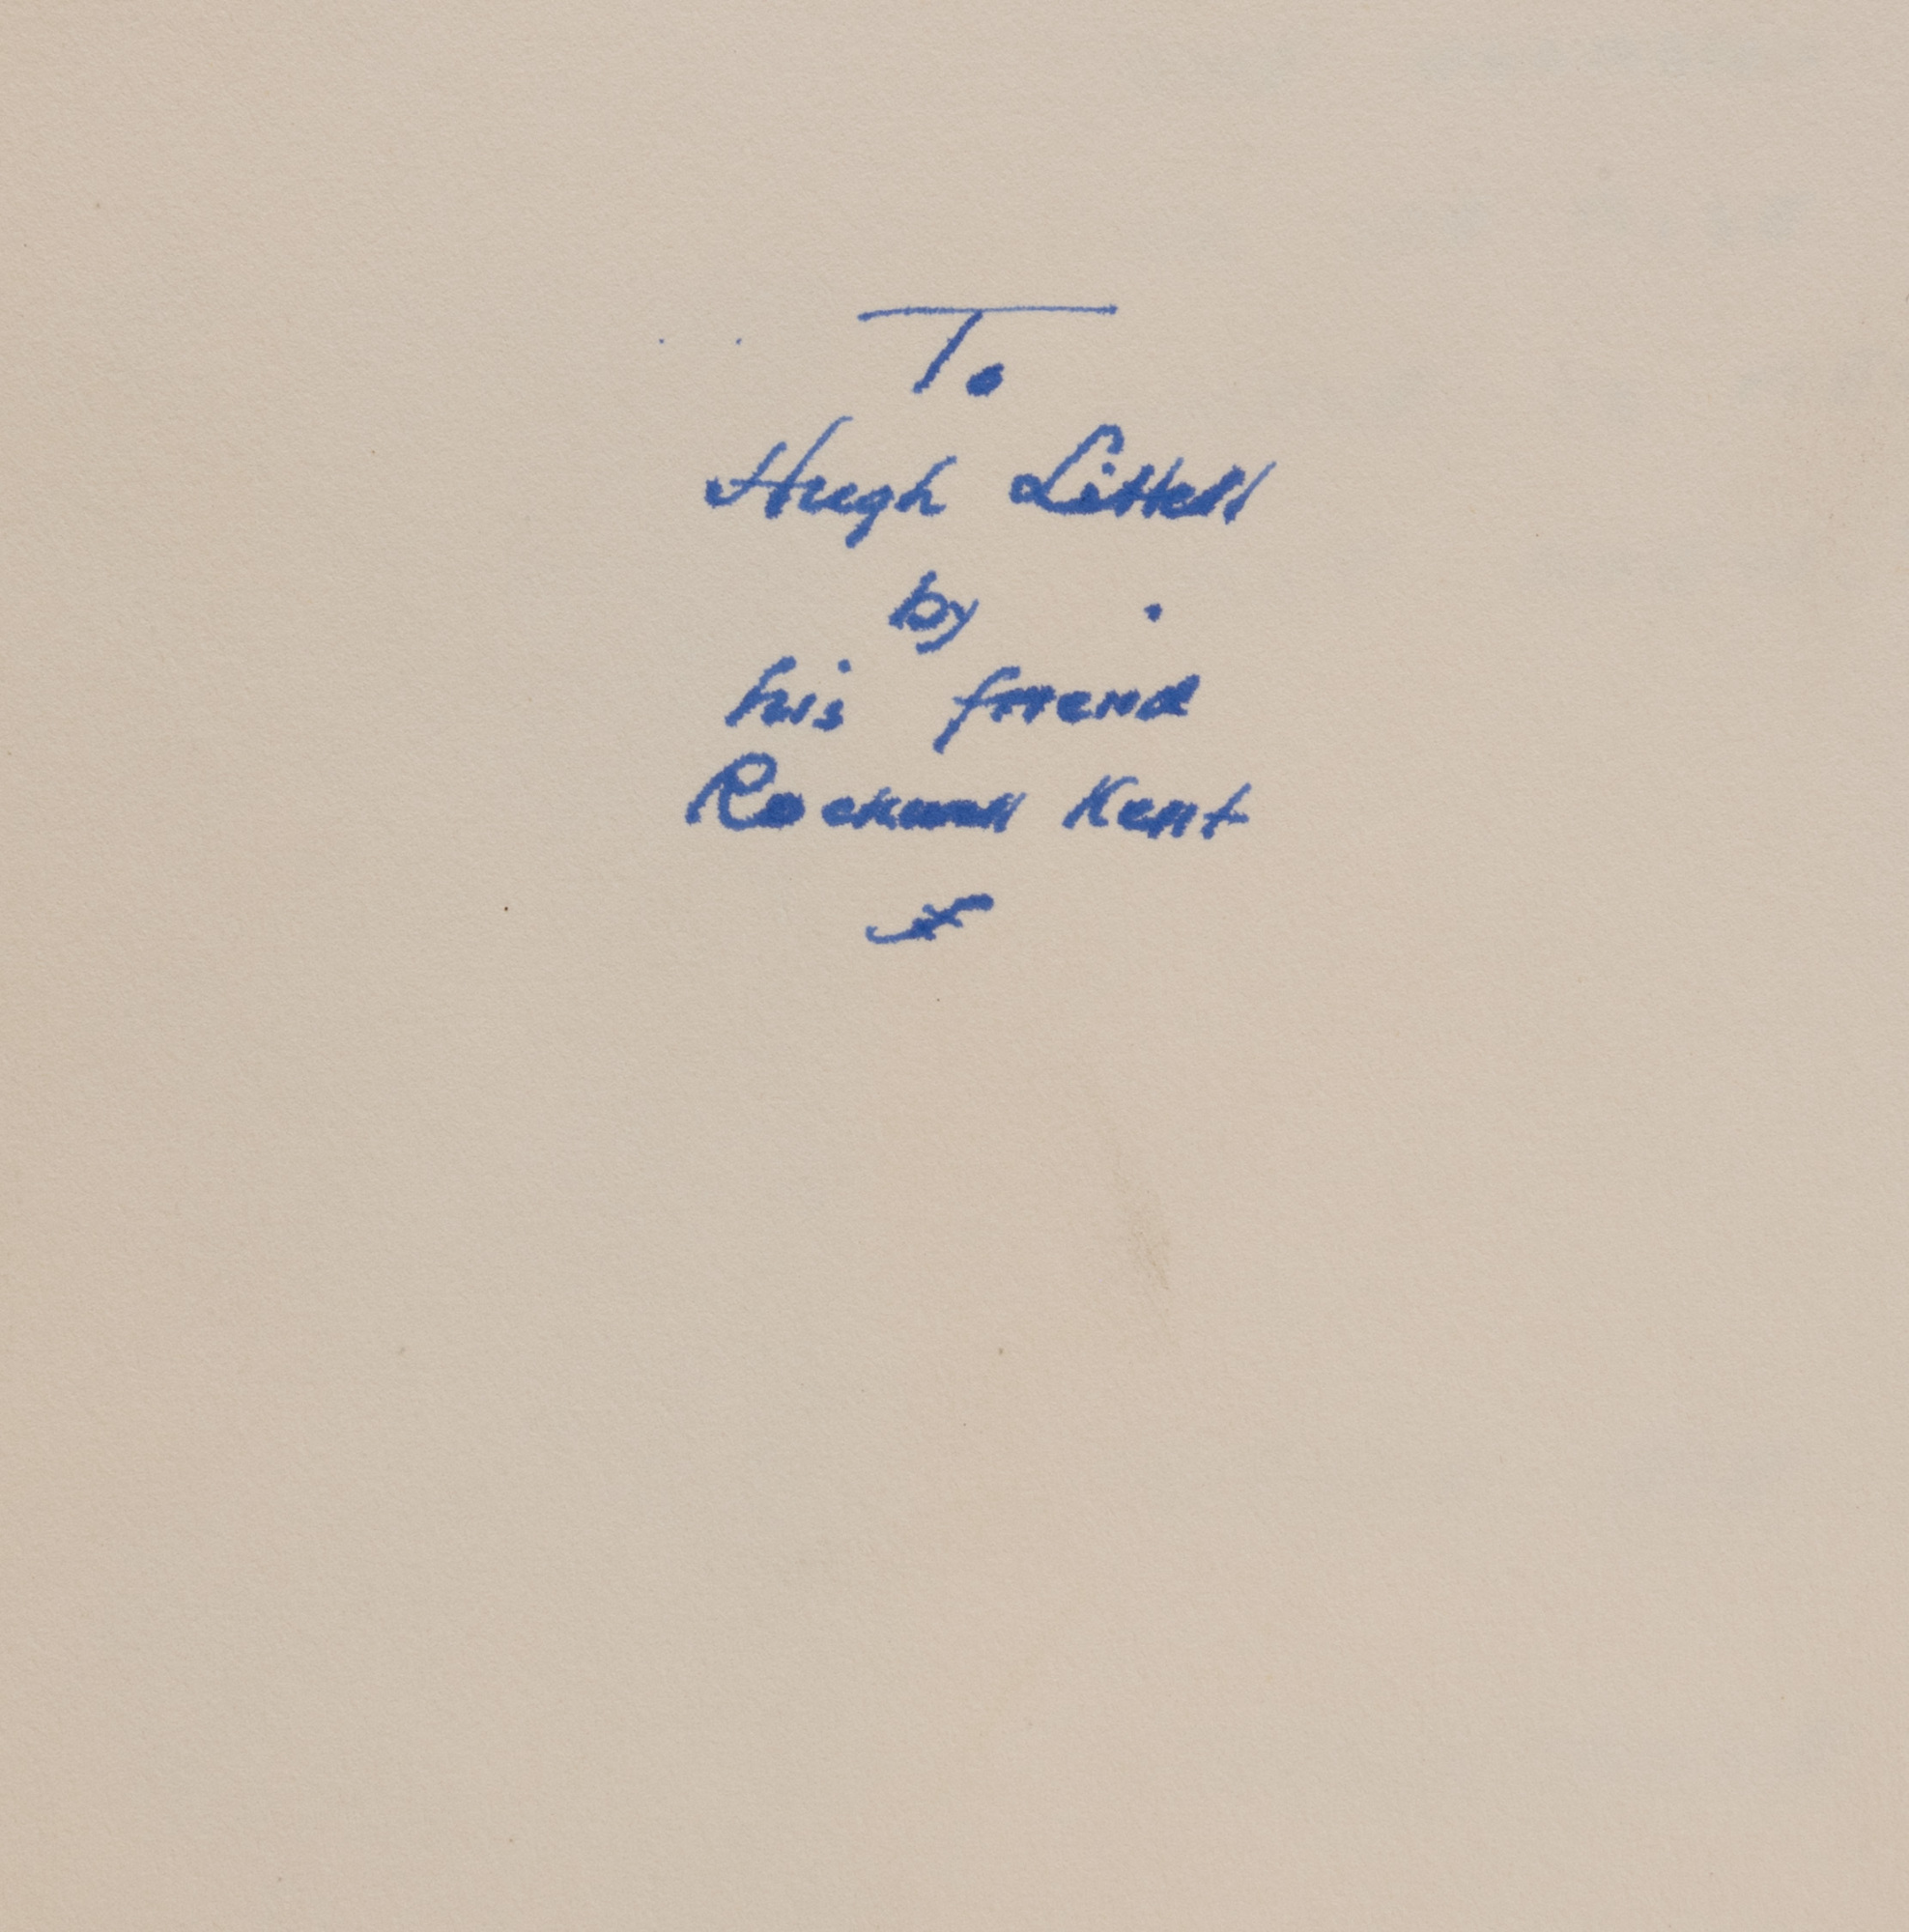 To
Hugh Littell
by
his friend
Rockwell Kent